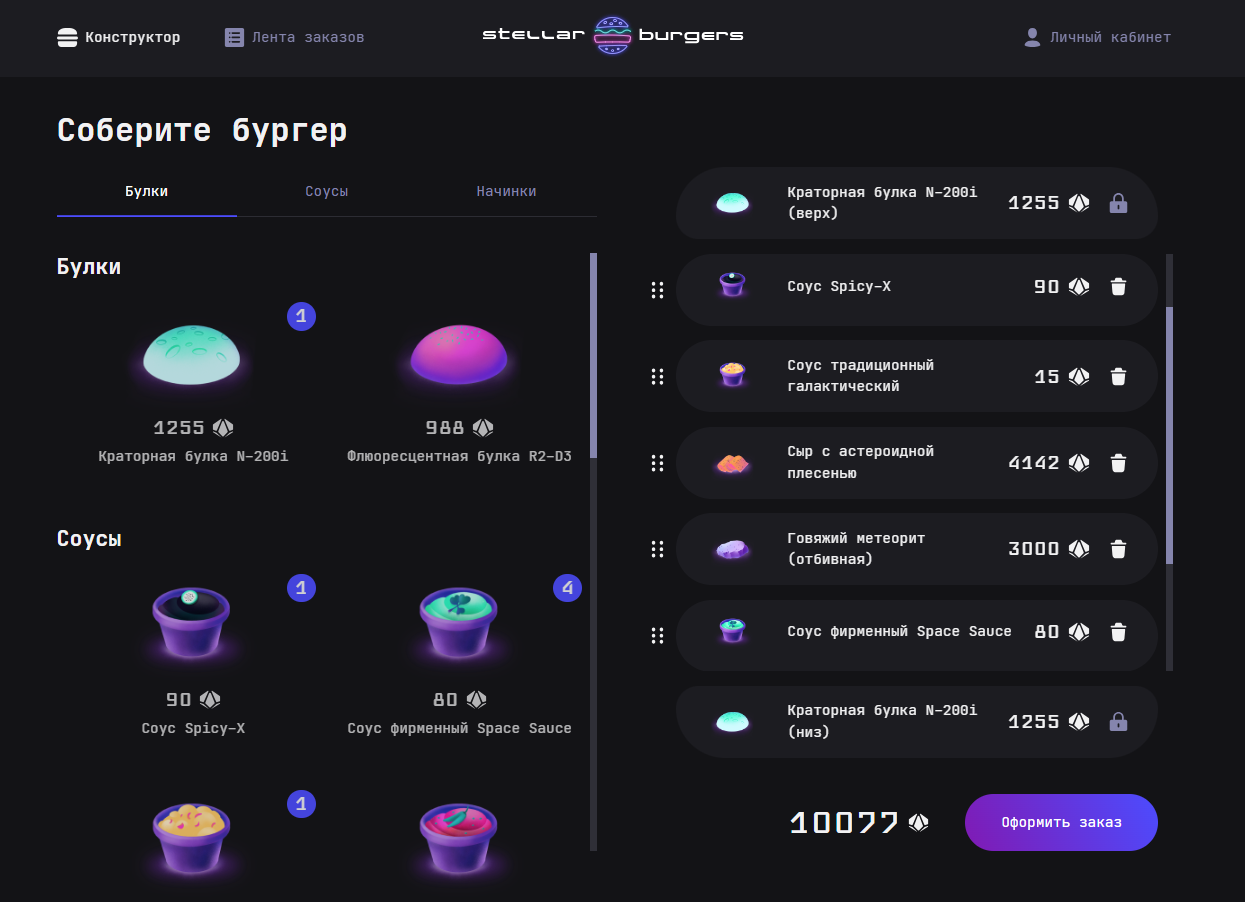 Конструктор
Лента заказов
stellar burgers
Личный кабинет
Соберите бургер
Булки
Соусы
Начинки
Булки
1
1255
Краторная булка N-200i
988
Флюоресцентная булка R2-D3
Соусы
1
90
Соус Spicy-X
4
80
Соус фирменный Space Sauce
1
Краторная булка N-200i
(верх)
1255
Соус Spicy-X
90
Соус традиционный
галактический
15
Сыр с астероидной
плесенью
4142
Говяжий метеорит
(отбивная)
3000
Соус фирменный Space Sauce
80
Краторная булка N-200i
(низ)
1255
10077
Оформить заказ